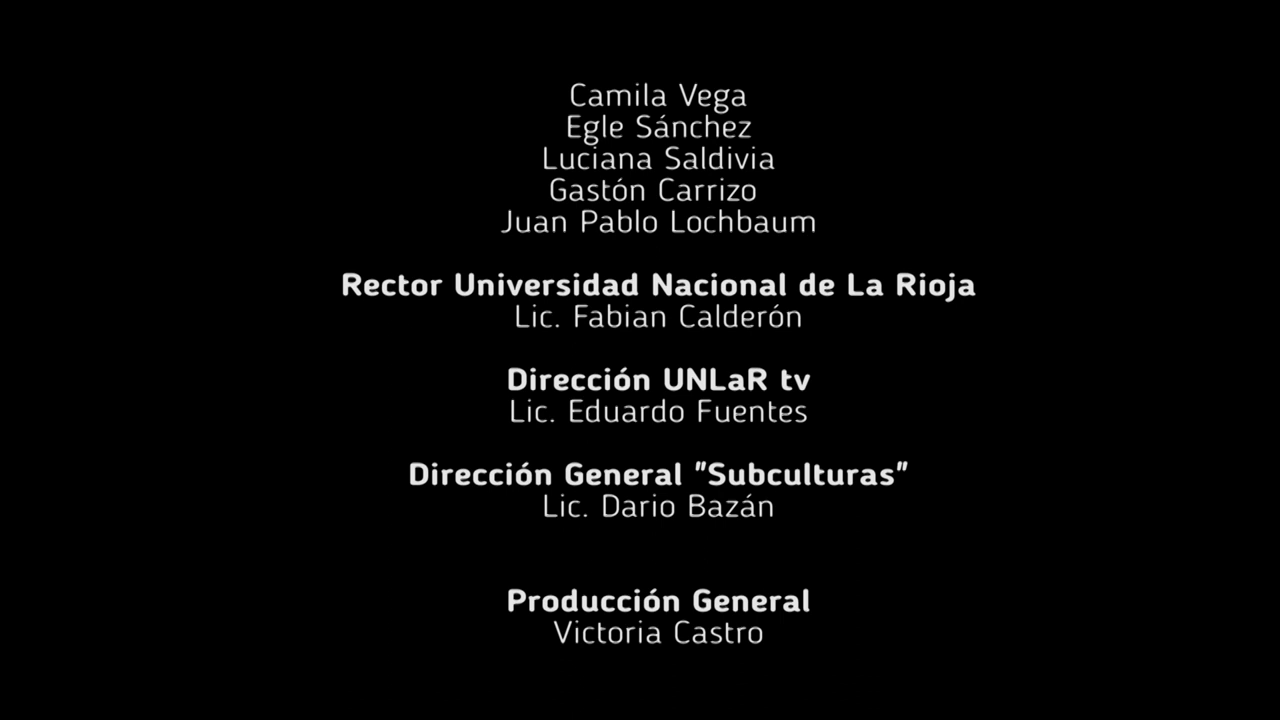 Camila Vega
Egle Sánchez
Luciana Saldivia
Gastón Carrizo
Juan Pablo Lochbaum
Rector Universidad Nacional de La Rioja
Lic. Fabian Calderón
Dirección UNLaR tv
Lic. Eduardo Fuentes
Dirección General "Subculturas"
Lic. Dario Bazán
Producción General
Victoria Castro